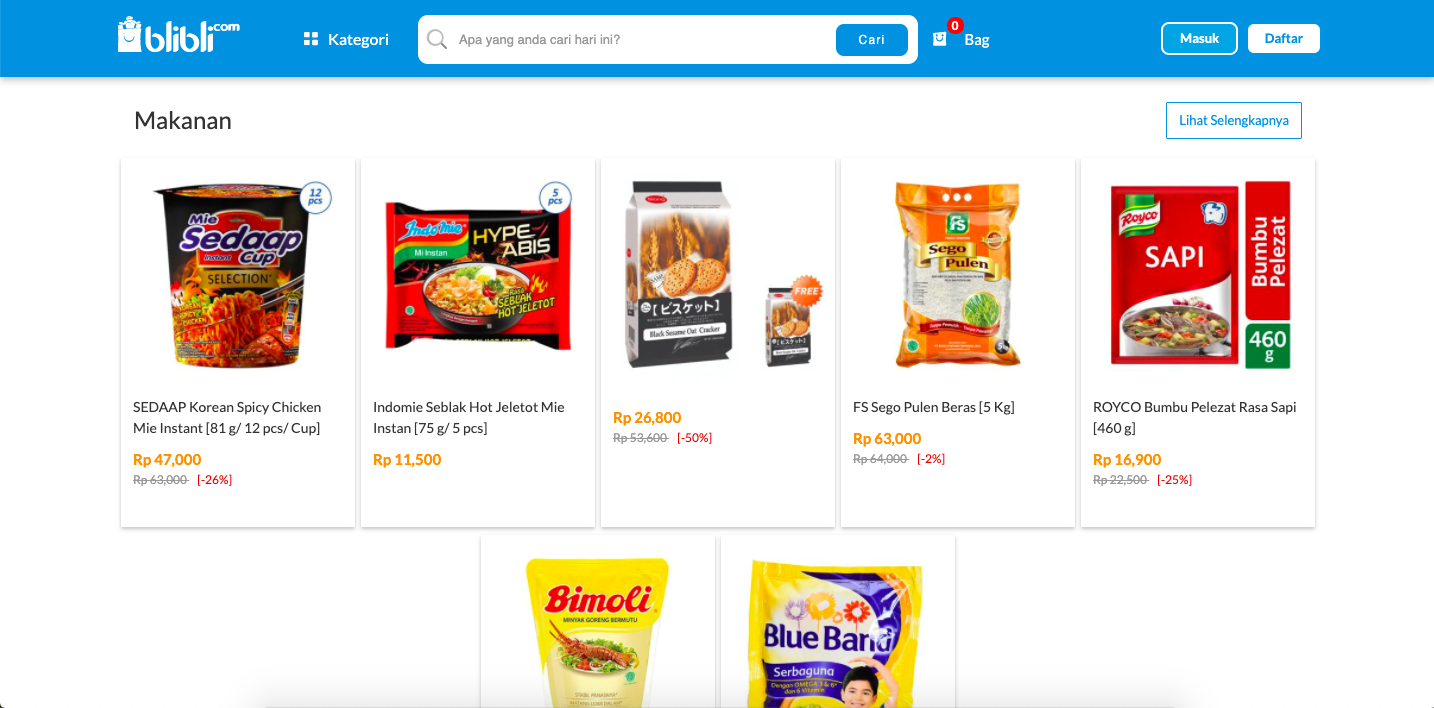 blibli.com
Kategori
Apa yang anda cari hari ini?
Cari
0
Bag
Masuk
Daftar
Makanan
Lihat Selengkapnya
12 pcs
Mie
Sedaap
instant Cup
SELECTION
5 pcs
Indomie
Mi Instan
HYPE
ABIS
Rasa
SEBLAK
HOT JELETOT
FREE
【ビスケット】
Black Sesame Oat Cracker
FS
Sego
Pulen
Royco
SAPI
Bumbu Pelezat
460 g
SEDAAP Korean Spicy Chicken
Mie Instant [81 g/ 12 pcs/ Cup]
Rp 47,000
Rp 63,000 [-26%]
Indomie Seblak Hot Jeletot Mie
Instan [75 g/ 5 pcs]
Rp 11,500
Rp 26,800
Rp 53,600 [-50%]
FS Sego Pulen Beras [5 Kg]
Rp 63,000
Rp 64,000 [-2%]
ROYCO Bumbu Pelezat Rasa Sapi
[460 g]
Rp 16,900
Rp 22,500 [-25%]
Bimoli
MINYAK GORENG BERMUTU
Blue Band
Serbaguna
Dengan OMEGA 3 & 6
dan 6 Vitamin